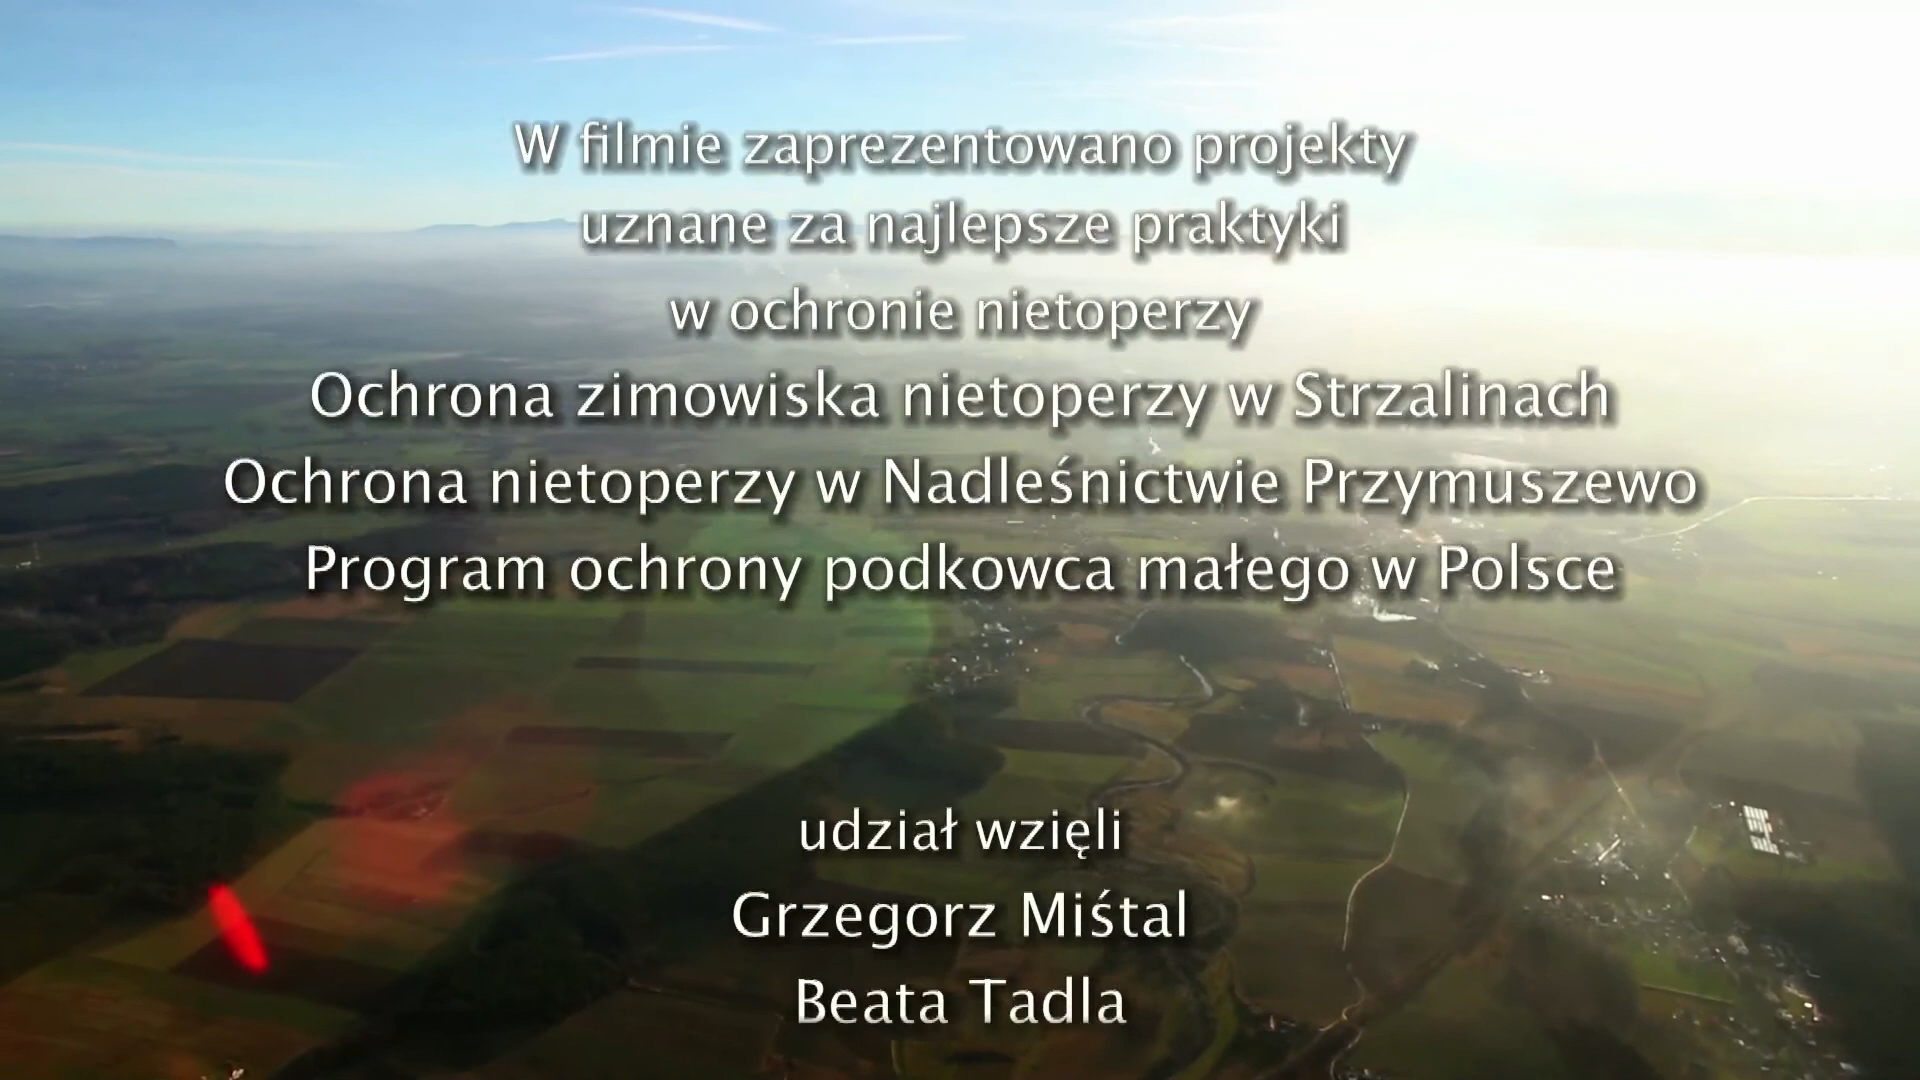 W filmie zaprezentowano projekty
uznane za najlepsze praktyki
w ochronie nietoperzy
Ochrona zimowiska nietoperzy w Strzalinach
Ochrona nietoperzy w Nadleśnictwie Przymuszewo
Program ochrony podkowca małego w Polsce
udział wzięli
Grzegorz Miśtal
Beata Tadla